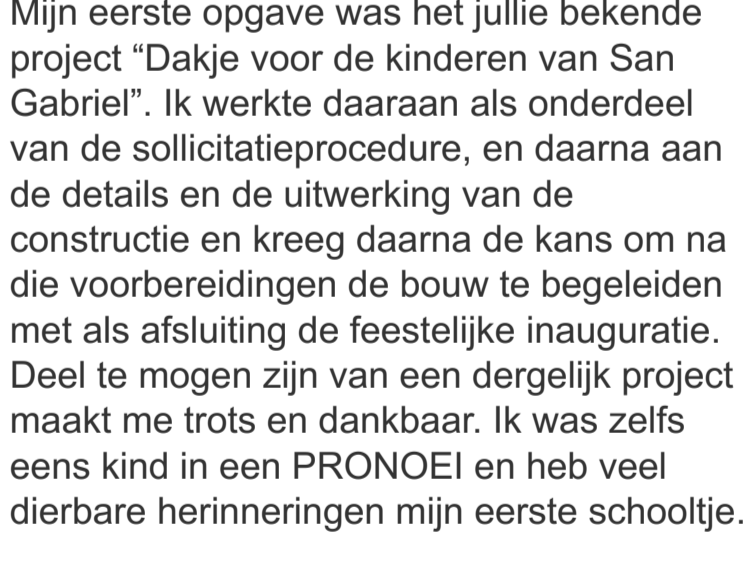 Mijn eerste opgave was het jullie bekende
project “Dakje voor de kinderen van San
Gabriel”. Ik werkte daaraan als onderdeel
van de sollicitatieprocedure, en daarna aan
de details en de uitwerking van de
constructie en kreeg daarna de kans om na
die voorbereidingen de bouw te begeleiden
met als afsluiting de feestelijke inauguratie.
Deel te mogen zijn van een dergelijk project
maakt me trots en dankbaar. Ik was zelfs
eens kind in een PRONOEI en heb veel
dierbare herinneringen mijn eerste schooltje.